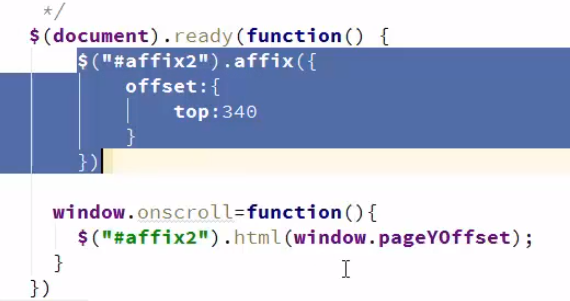 */
$(document).ready(function() {
$("#affix2").affix({
offset:{
top:340
}
})
window.onscroll=function(){
$("#affix2").html(window.pageYOffset);
}
})